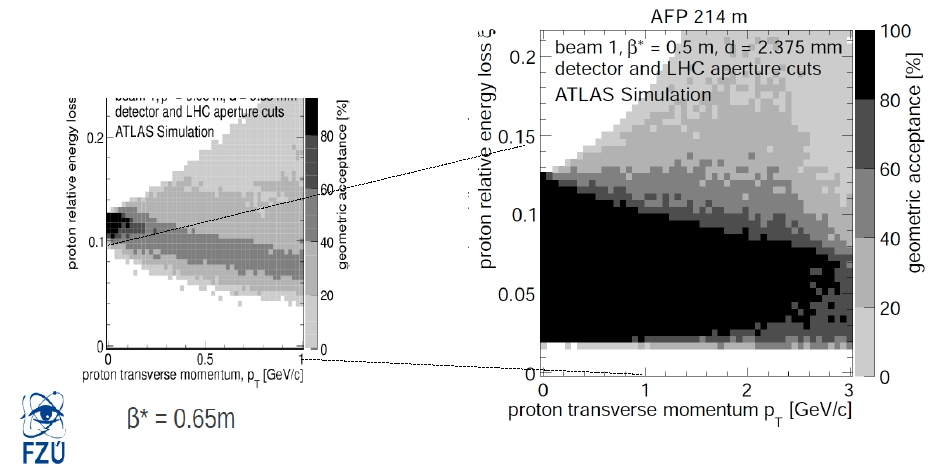 AFP 214 m
beam 1, β* = 0.5 m, d = 2.375 mm
detector and LHC aperture cuts
ATLAS Simulation
proton relative energy loss ξ
0.2
0.15
0.1
0.05
0
0 1 2 3
proton transverse momentum pT [GeV/c]
100
80
60
40
20
0
geometric acceptance [%]
detector and LHC aperture cuts
ATLAS Simulation
proton relative energy loss
0.2
0.1
0
0 0.5 1
proton transverse momentum, pT [GeV/c]
80
60
40
20
0
geometric acceptance [%]
β* = 0.65m
FZÚ